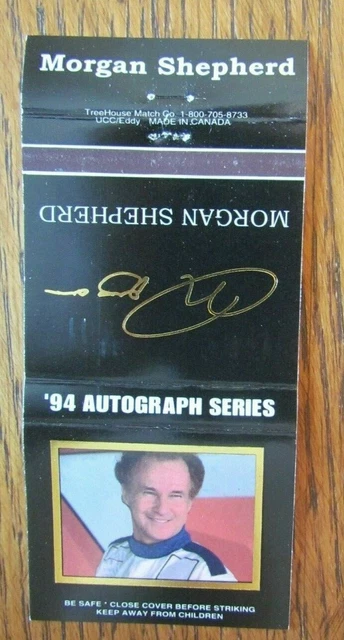 Morgan Shepherd
TreeHouse Match Co 1-800-705-8733
UCC/Eddy MADE IN CANADA
MORGAN SHEPHERD
'94 AUTOGRAPH SERIES
BE SAFE * CLOSE COVER BEFORE STRIKING
KEEP AWAY FROM CHILDREN